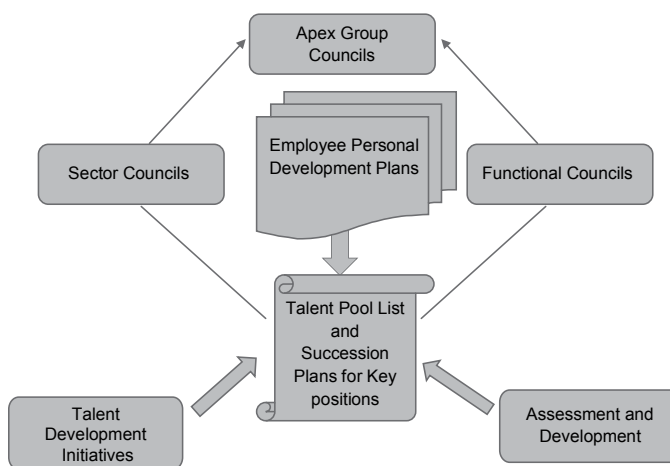 Apex Group
Councils
Employee Personal
Development Plans
Sector Councils
Functional Councils
Talent Pool List
and
Succession
Plans for Key
positions
Talent
Development
Initiatives
Assessment and
Development